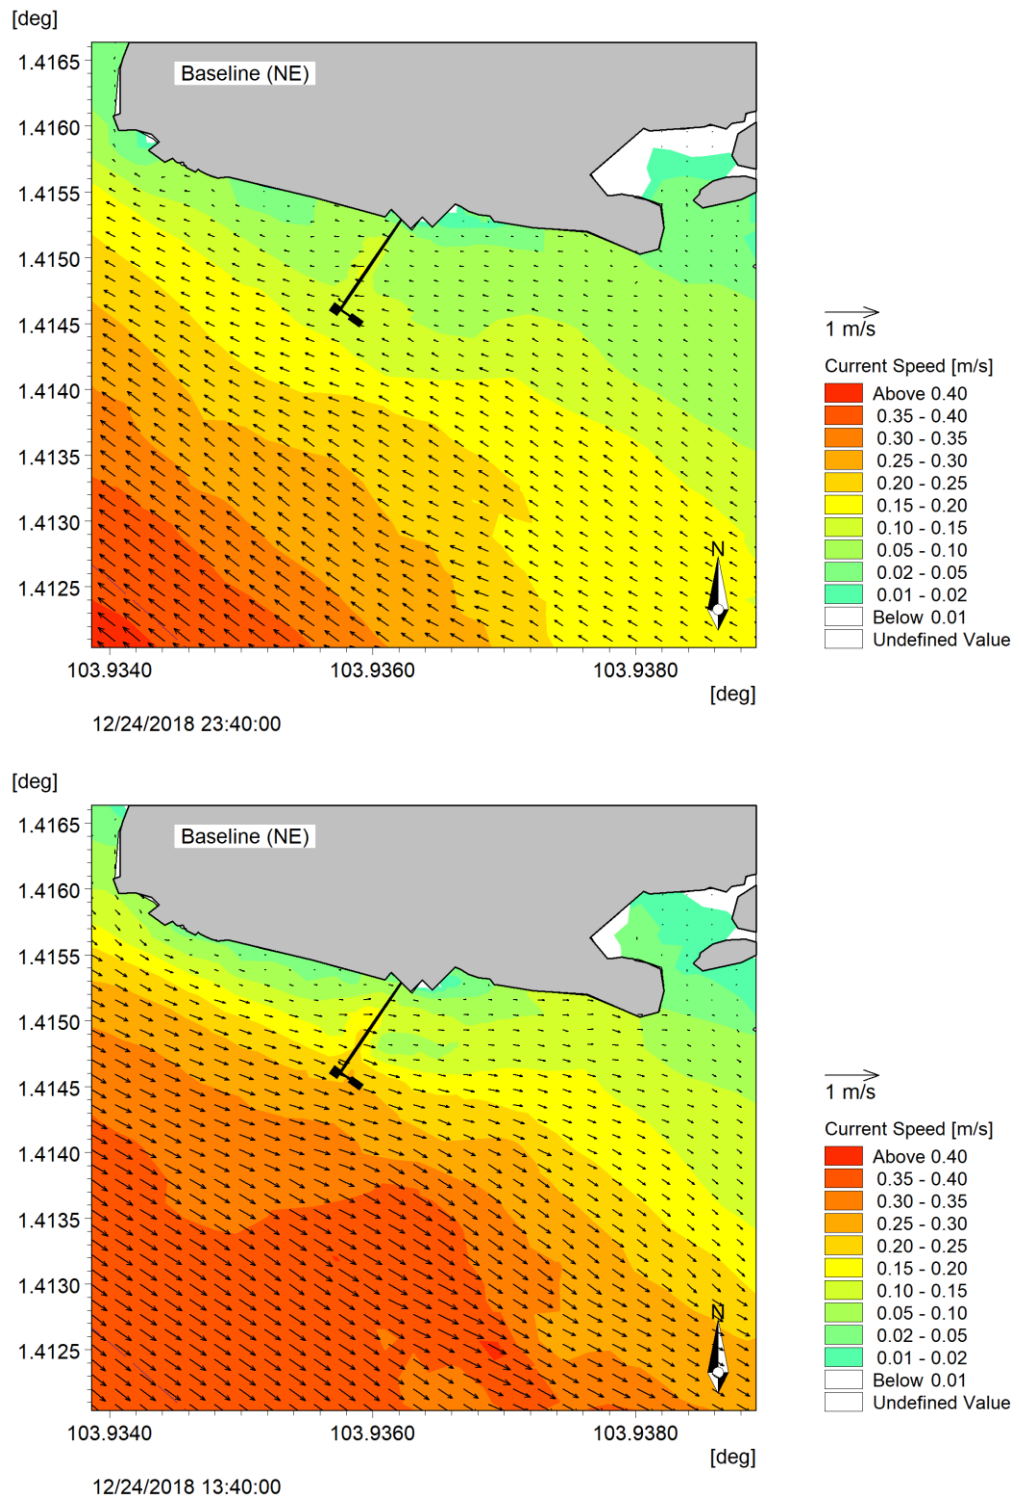 [deg]
1.4165
Baseline (NE)
1.4160
1.4155
1.4150
1.4145
1.4140
1.4135
1.4130
1.4125
N
103.9340 103.9360 103.9380
[deg]
12/24/2018 23:40:00
1 m/s
Current Speed [m/s]
Above 0.40
0.35 - 0.40
0.30 - 0.35
0.25 - 0.30
0.20 - 0.25
0.15 - 0.20
0.10 - 0.15
0.05 - 0.10
0.02 - 0.05
0.01 - 0.02
Below 0.01
Undefined Value
[deg]
1.4165
Baseline (NE)
1.4160
1.4155
1.4150
1.4145
1.4140
1.4135
1.4130
1.4125
N
103.9340 103.9360 103.9380
[deg]
12/24/2018 13:40:00
1 m/s
Current Speed [m/s]
Above 0.40
0.35 - 0.40
0.30 - 0.35
0.25 - 0.30
0.20 - 0.25
0.15 - 0.20
0.10 - 0.15
0.05 - 0.10
0.02 - 0.05
0.01 - 0.02
Below 0.01
Undefined Value